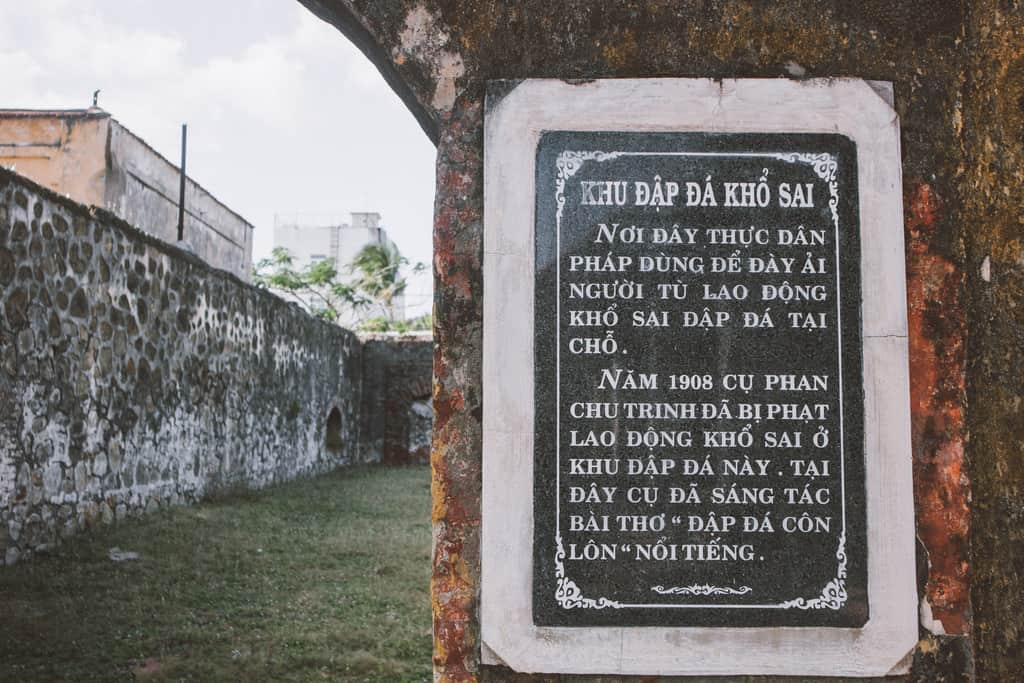 KHU ĐẬP ĐÁ KHỔ SAI
NƠI ĐÂY THỰC DÂN
PHÁP DÙNG ĐỂ ĐÀY ẢI
NGƯỜI TÙ LAO ĐỘNG
KHỔ SAI ĐẬP ĐÁ TẠI
CHỖ.
NĂM 1908 CỤ PHAN
CHU TRINH ĐÃ BỊ PHẠT
LAO ĐỘNG KHỔ SAI Ở
KHU ĐẬP ĐÁ NÀY. TẠI
ĐÂY CỤ ĐÃ SÁNG TÁC
BÀI THƠ “ ĐẬP ĐÁ CÔN
LÔN “ NỔI TIẾNG.